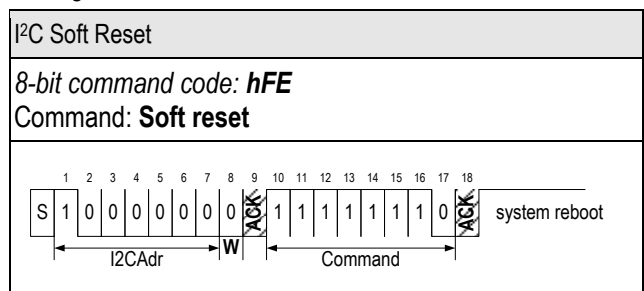 I²C Soft Reset
8-bit command code: hFE
Command: Soft reset
1 2 3 4 5 6 7 8 9 10 11 12 13 14 15 16 17 18
S 1 0 0 0 0 0 0 0 ACK 1 1 1 1 1 1 1 0 ACK system reboot
I2CAdr W Command